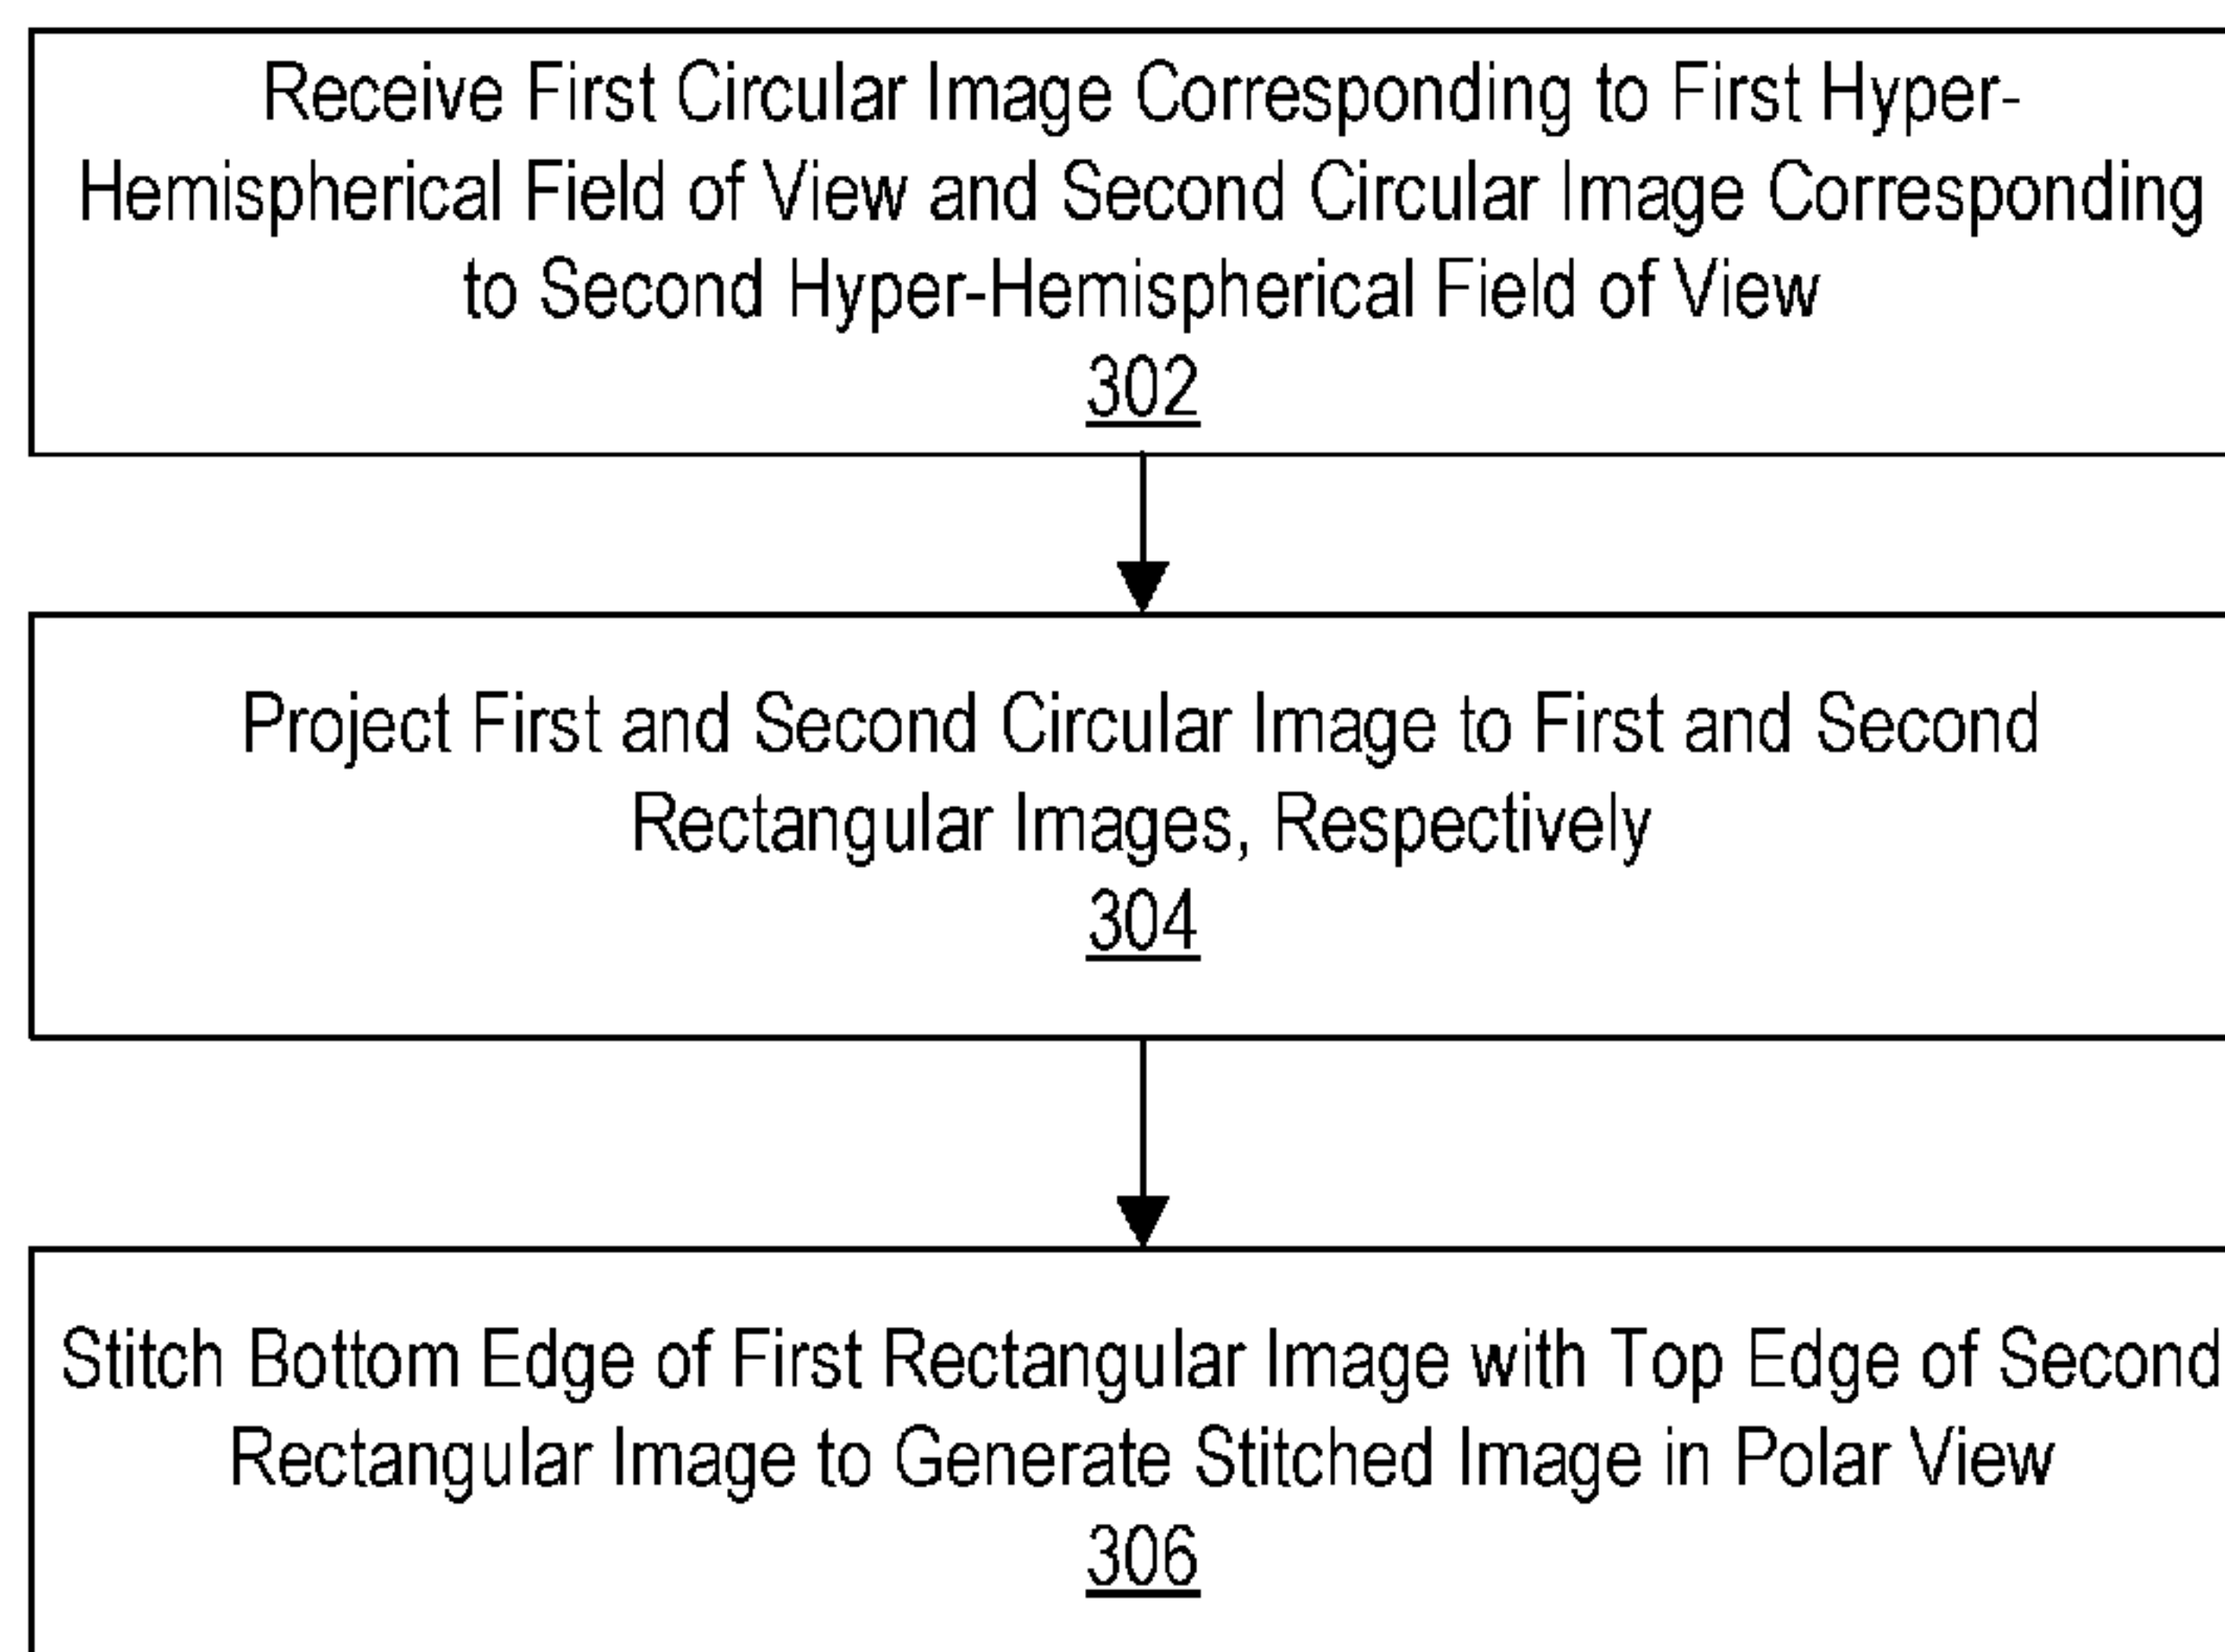 Receive First Circular Image Corresponding to First Hyper-
Hemispherical Field of View and Second Circular Image Corresponding
to Second Hyper-Hemispherical Field of View
302
Project First and Second Circular Image to First and Second
Rectangular Images, Respectively
304
Stitch Bottom Edge of First Rectangular Image with Top Edge of Second
Rectangular Image to Generate Stitched Image in Polar View
306